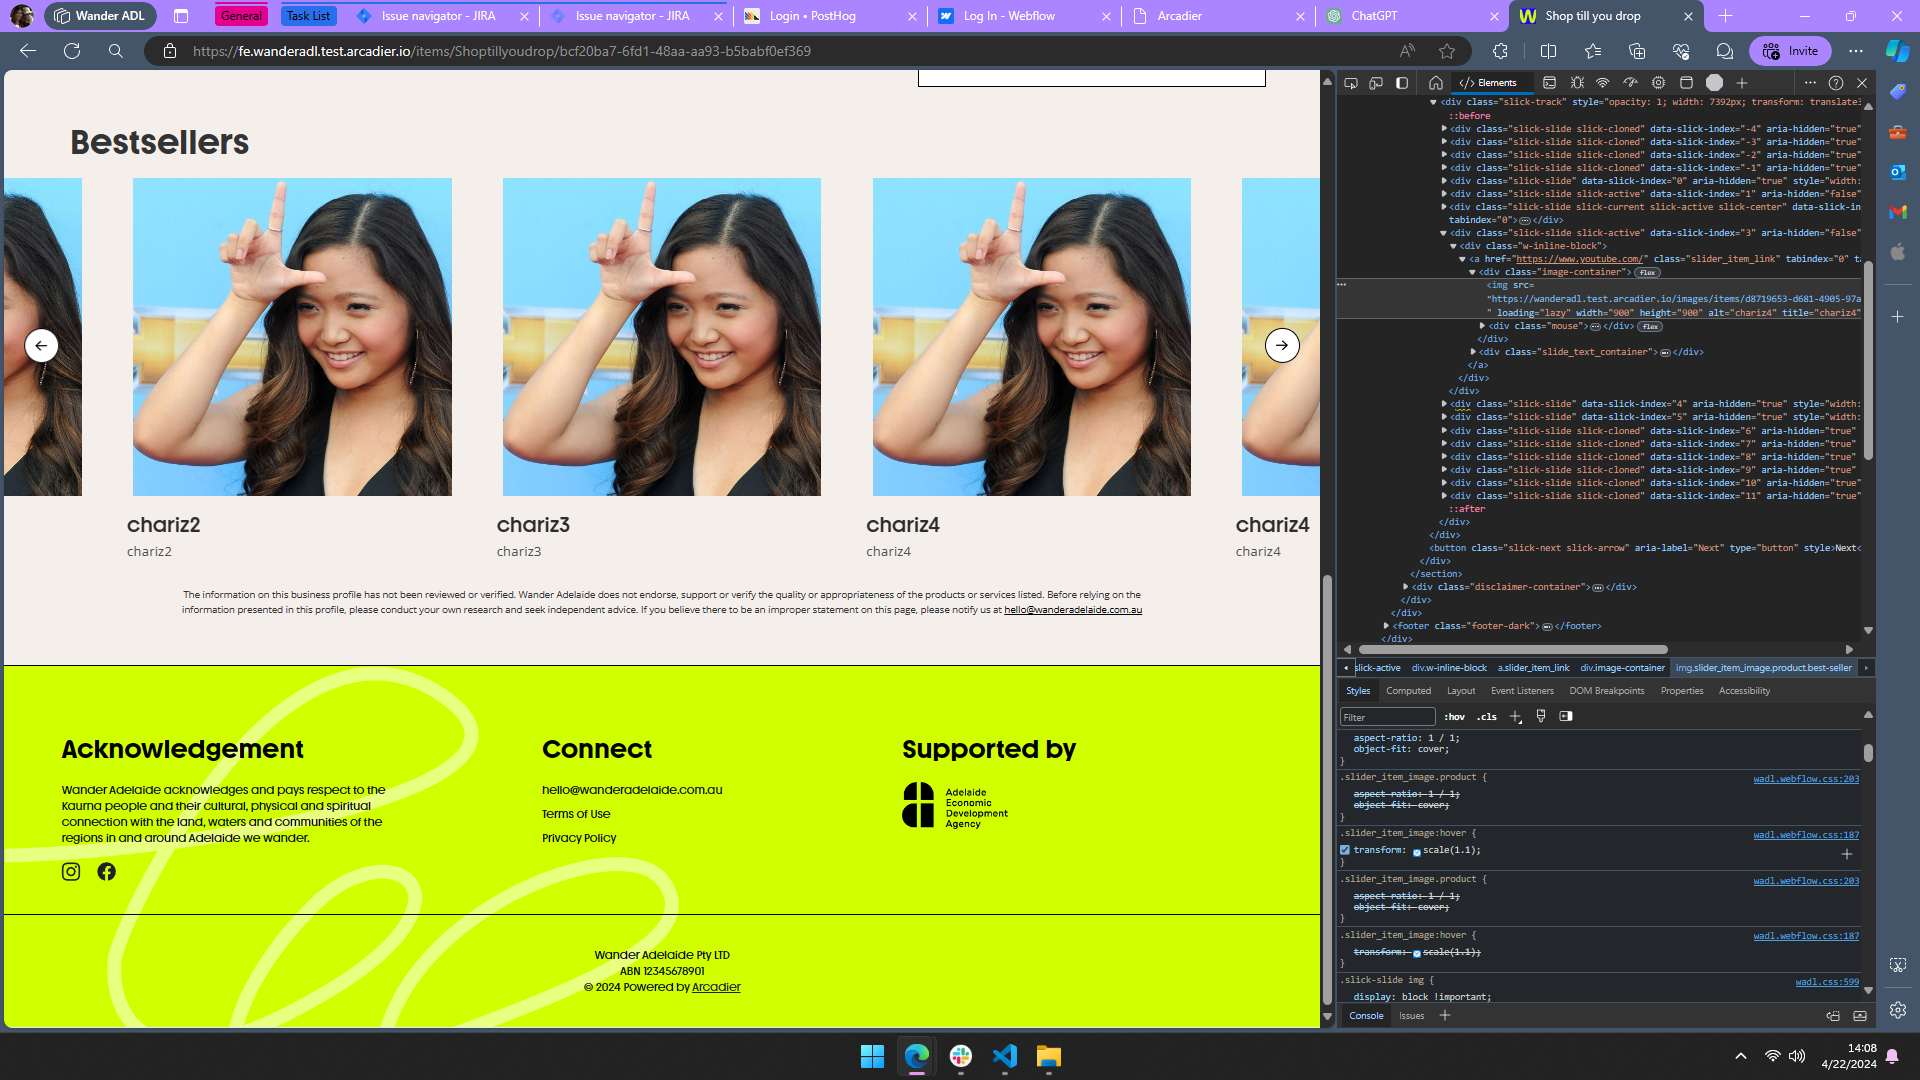 Wander ADL
General
Task List
Issue navigator - JIRA
Issue navigator - JIRA
Login • PostHog
Log In - Webflow
Arcadier
ChatGPT
Shop till you drop
https://fe.wanderadl.test.arcadier.io/items/Shoptillyoudrop/bcf20ba7-6fd1-48aa-aa93-b5babf0ef369
Invite
Bestsellers
chariz2
chariz2
chariz3
chariz3
chariz4
chariz4
chariz4
chariz4
The information on this business profile has not been reviewed or verified. Wander Adelaide does not endorse, support or verify the quality or appropriateness of the products or services listed. Before relying on the
information presented in this profile, please conduct your own research and seek independent advice. If you believe there to be an improper statement on this page, please notify us at hello@wanderadelaide.com.au
Acknowledgement
Wander Adelaide acknowledges and pays respect to the
Kaurna people and their cultural, physical and spiritual
connection with the land, waters and communities of the
regions in and around Adelaide we wander.
Connect
hello@wanderadelaide.com.au
Terms of Use
Privacy Policy
Supported by
Adelaide
Economic
Development
Agency
Wander Adelaide Pty LTD
ABN 12345678901
© 2024 Powered by Arcadier
</> Elements
<div class="slick-track" style="opacity: 1; width: 7392px; transform: translate3
::before
<div class="slick-slide slick-cloned" data-slick-index="-4" aria-hidden="true"
<div class="slick-slide slick-cloned" data-slick-index="-3" aria-hidden="true"
<div class="slick-slide slick-cloned" data-slick-index="-2" aria-hidden="true"
<div class="slick-slide slick-cloned" data-slick-index="-1" aria-hidden="true"
<div class="slick-slide" data-slick-index="0" aria-hidden="true" style="width:
<div class="slick-slide slick-active" data-slick-index="1" aria-hidden="false"
<div class="slick-slide slick-current slick-active slick-center" data-slick-in
tabindex="0">…</div>
<div class="slick-slide slick-active" data-slick-index="3" aria-hidden="false"
<div class="w-inline-block">
<a href="https://www.youtube.com/" class="slider_item_link" tabindex="0" ta
<div class="image-container"> flex
<img src=
"https://wanderadl.test.arcadier.io/images/items/d8719653-d681-4905-97a
" loading="lazy" width="900" height="900" alt="chariz4" title="chariz4"
<div class="mouse">…</div> flex
</div>
<div class="slide_text_container">…</div>
</a>
</div>
</div>
<div class="slick-slide" data-slick-index="4" aria-hidden="true" style="width:
<div class="slick-slide" data-slick-index="5" aria-hidden="true" style="width:
<div class="slick-slide slick-cloned" data-slick-index="6" aria-hidden="true"
<div class="slick-slide slick-cloned" data-slick-index="7" aria-hidden="true"
<div class="slick-slide slick-cloned" data-slick-index="8" aria-hidden="true"
<div class="slick-slide slick-cloned" data-slick-index="9" aria-hidden="true"
<div class="slick-slide slick-cloned" data-slick-index="10" aria-hidden="true"
<div class="slick-slide slick-cloned" data-slick-index="11" aria-hidden="true"
::after
</div>
</div>
<button class="slick-next slick-arrow" aria-label="Next" type="button" style>Next<
</div>
</section>
<div class="disclaimer-container">…</div>
</div>
</div>
<footer class="footer-dark">…</footer>
</div>
slick-active div.w-inline-block a.slider_item_link div.image-container img.slider_item_image.product.best-seller
Styles Computed Layout Event Listeners DOM Breakpoints Properties Accessibility
Filter :hov .cls
aspect-ratio: 1 / 1;
object-fit: cover;
}
.slider_item_image.product { wadl.webflow.css:203
aspect-ratio: 1 / 1;
object-fit: cover;
}
.slider_item_image:hover { wadl.webflow.css:187
transform: scale(1.1);
}
.slider_item_image.product { wadl.webflow.css:203
aspect-ratio: 1 / 1;
object-fit: cover;
}
.slider_item_image:hover { wadl.webflow.css:187
transform: scale(1.1);
}
.slick-slide img { wadl.css:599
display: block !important;
Console Issues
14:08
4/22/2024